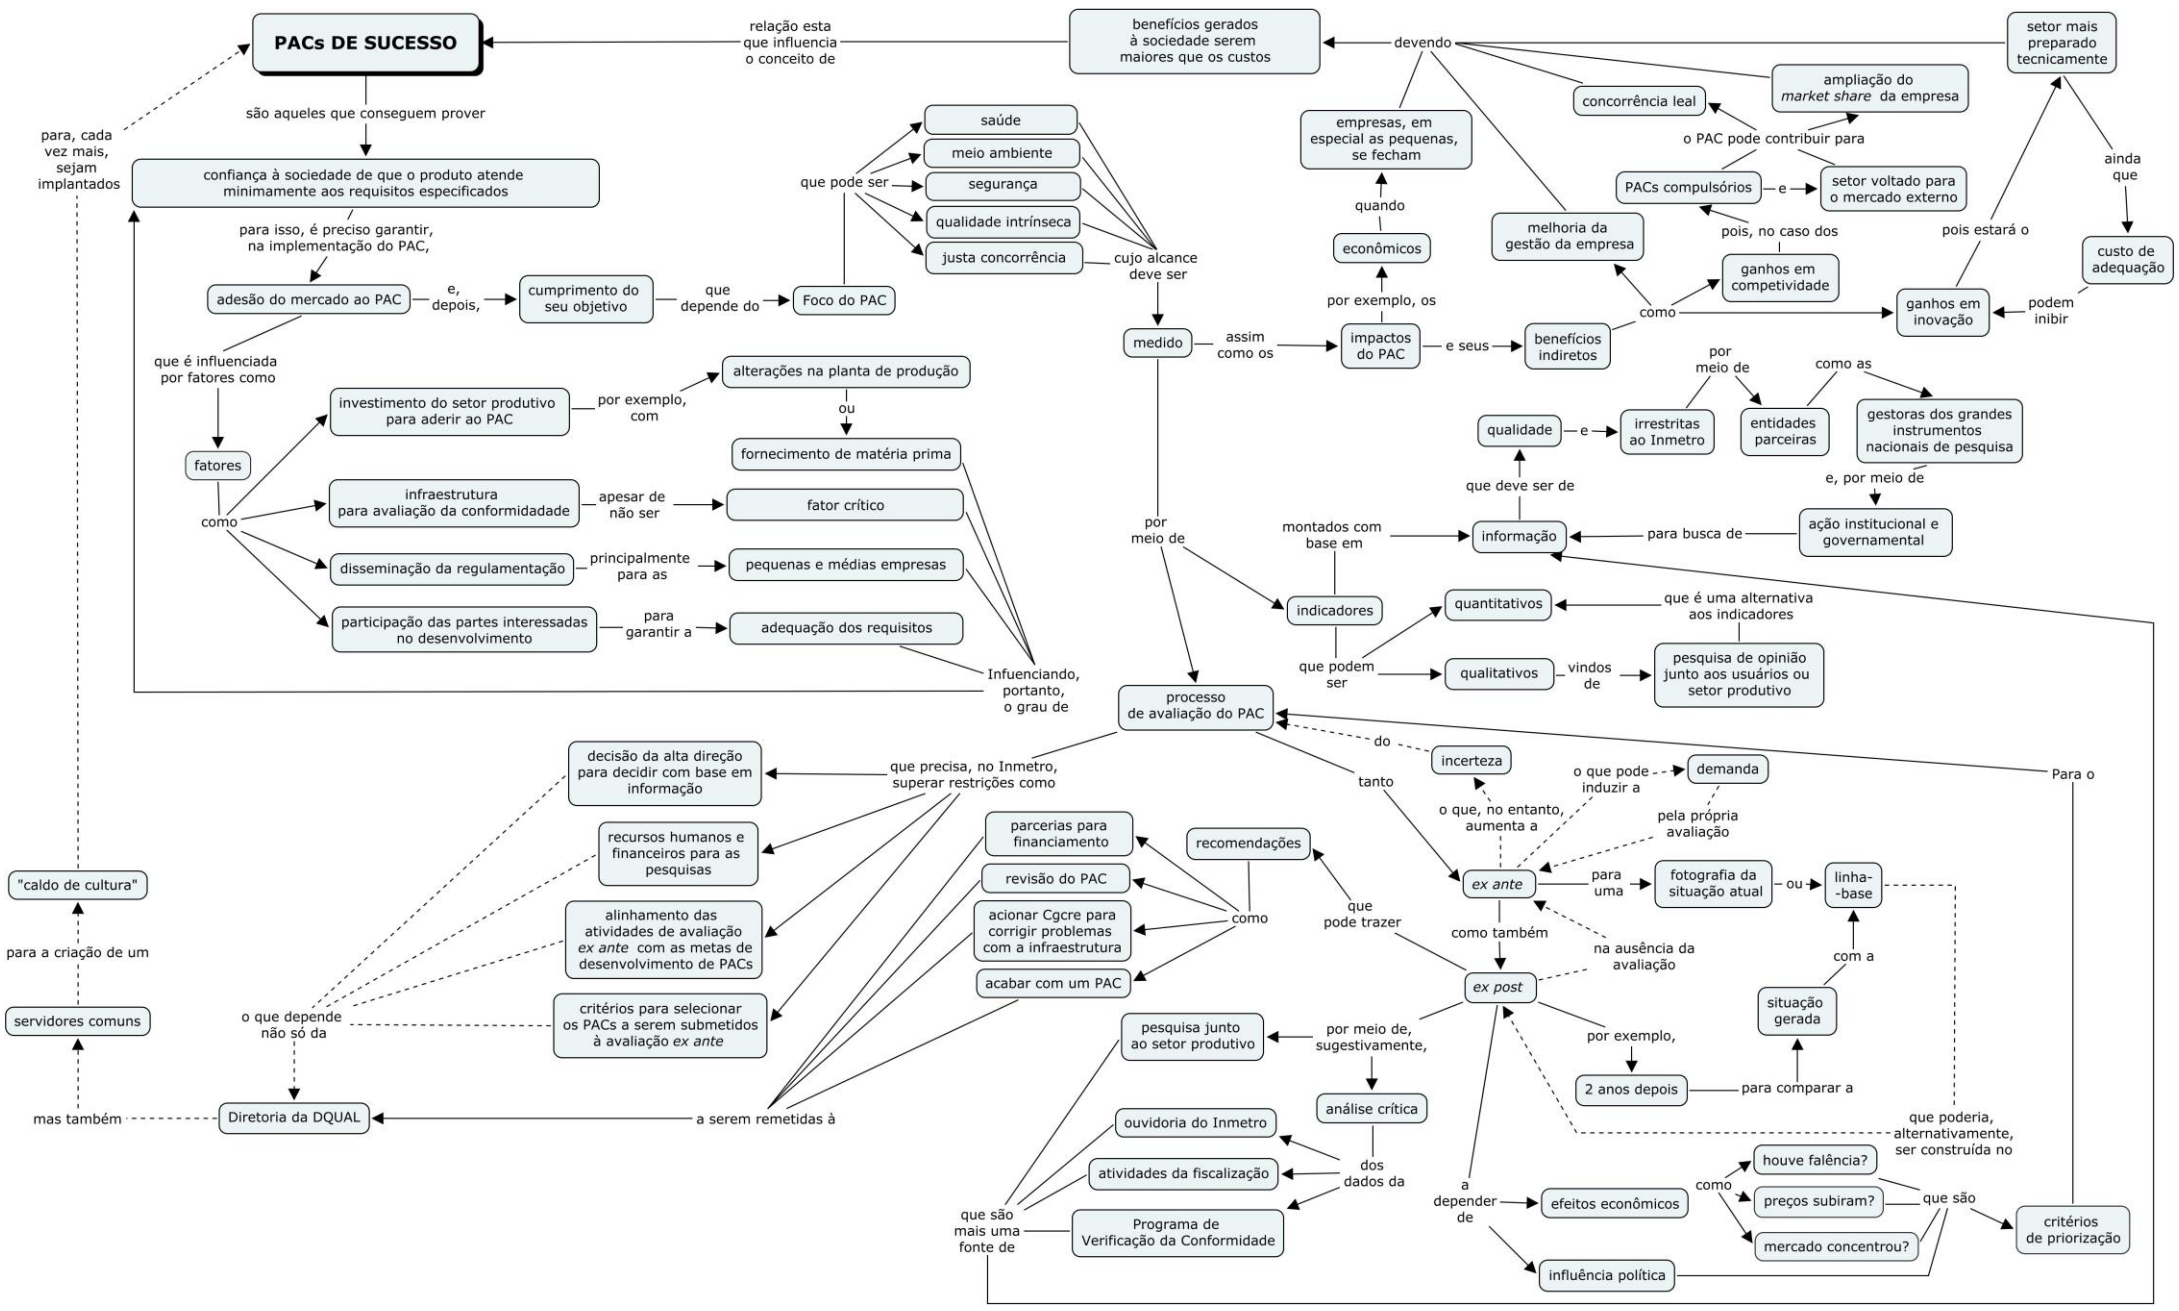 PACs DE SUCESSO
relação esta
que influencia
o conceito de
benefícios gerados
à sociedade serem
maiores que os custos
devendo
setor mais
preparado
tecnicamente
são aqueles que conseguem prover
para, cada
vez mais,
sejam
implantados
confiança à sociedade de que o produto atende
minimamente aos requisitos especificados
para isso, é preciso garantir,
na implementação do PAC,
adesão do mercado ao PAC
e,
depois,
cumprimento do
seu objetivo
que
depende do
Foco do PAC
que pode ser
saúde
meio ambiente
segurança
qualidade intrínseca
justa concorrência
cujo alcance
deve ser
medido
assim
como os
impactos
do PAC
por exemplo, os
econômicos
quando
empresas, em
especial as pequenas,
se fecham
e seus
benefícios
indiretos
como
melhoria da
gestão da empresa
ganhos em
competividade
pois, no caso dos
PACs compulsórios
e
setor voltado para
o mercado externo
o PAC pode contribuir para
concorrência leal
ampliação do
market share da empresa
ganhos em
inovação
pois estará o
ainda
que
custo de
adequação
podem
inibir
que é influenciada
por fatores como
fatores
como
investimento do setor produtivo
para aderir ao PAC
por exemplo,
com
alterações na planta de produção
ou
fornecimento de matéria prima
infraestrutura
para avaliação da conformidadade
apesar de
não ser
fator crítico
disseminação da regulamentação
principalmente
para as
pequenas e médias empresas
participação das partes interessadas
no desenvolvimento
para
garantir a
adequação dos requisitos
Infuenciando,
portanto,
o grau de
por
meio de
indicadores
montados com
base em
informação
que deve ser de
qualidade
e
irrestritas
ao Inmetro
por
meio de
entidades
parceiras
como as
gestoras dos grandes
instrumentos
nacionais de pesquisa
e, por meio de
ação institucional e
governamental
para busca de
que podem
ser
quantitativos
que é uma alternativa
aos indicadores
qualitativos
vindos
de
pesquisa de opinião
junto aos usuários ou
setor produtivo
processo
de avaliação do PAC
que precisa, no Inmetro,
superar restrições como
decisão da alta direção
para decidir com base em
informação
recursos humanos e
financeiros para as
pesquisas
alinhamento das
atividades de avaliação
ex ante com as metas de
desenvolvimento de PACs
critérios para selecionar
os PACs a serem submetidos
à avaliação ex ante
o que depende
não só da
Diretoria da DQUAL
mas também
servidores comuns
para a criação de um
"caldo de cultura"
a serem remetidas à
parcerias para
financiamento
revisão do PAC
acionar Cgcre para
corrigir problemas
com a infraestrutura
acabar com um PAC
como
recomendações
que
pode trazer
tanto
do
incerteza
o que, no entanto,
aumenta a
o que pode
induzir a
demanda
pela própria
avaliação
Para o
ex ante
para
uma
fotografia da
situação atual
ou
linha-
-base
como também
na ausência da
avaliação
com a
ex post
situação
gerada
por exemplo,
2 anos depois
para comparar a
por meio de,
sugestivamente,
pesquisa junto
ao setor produtivo
análise crítica
dos
dados da
ouvidoria do Inmetro
atividades da fiscalização
Programa de
Verificação da Conformidade
que são
mais uma
fonte de
que poderia,
alternativamente,
ser construída no
a
depender
de
efeitos econômicos
influência política
como
houve falência?
preços subiram?
mercado concentrou?
que são
critérios
de priorização